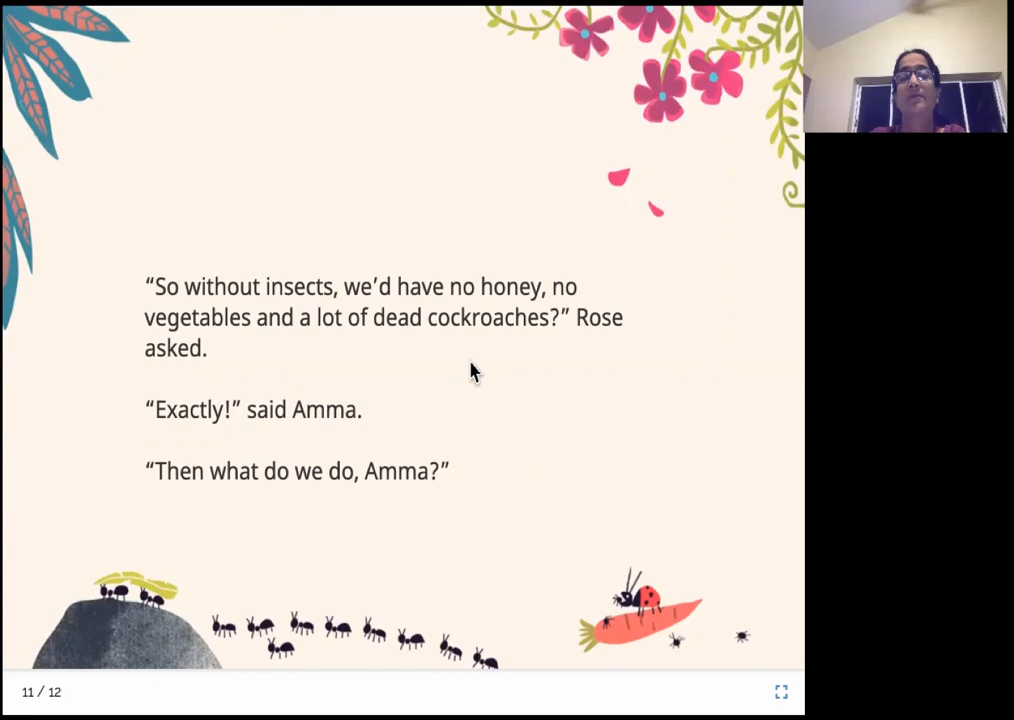 “So without insects, we’d have no honey, no
vegetables and a lot of dead cockroaches?” Rose
asked.
“Exactly!” said Amma.
“Then what do we do, Amma?”
11 / 12